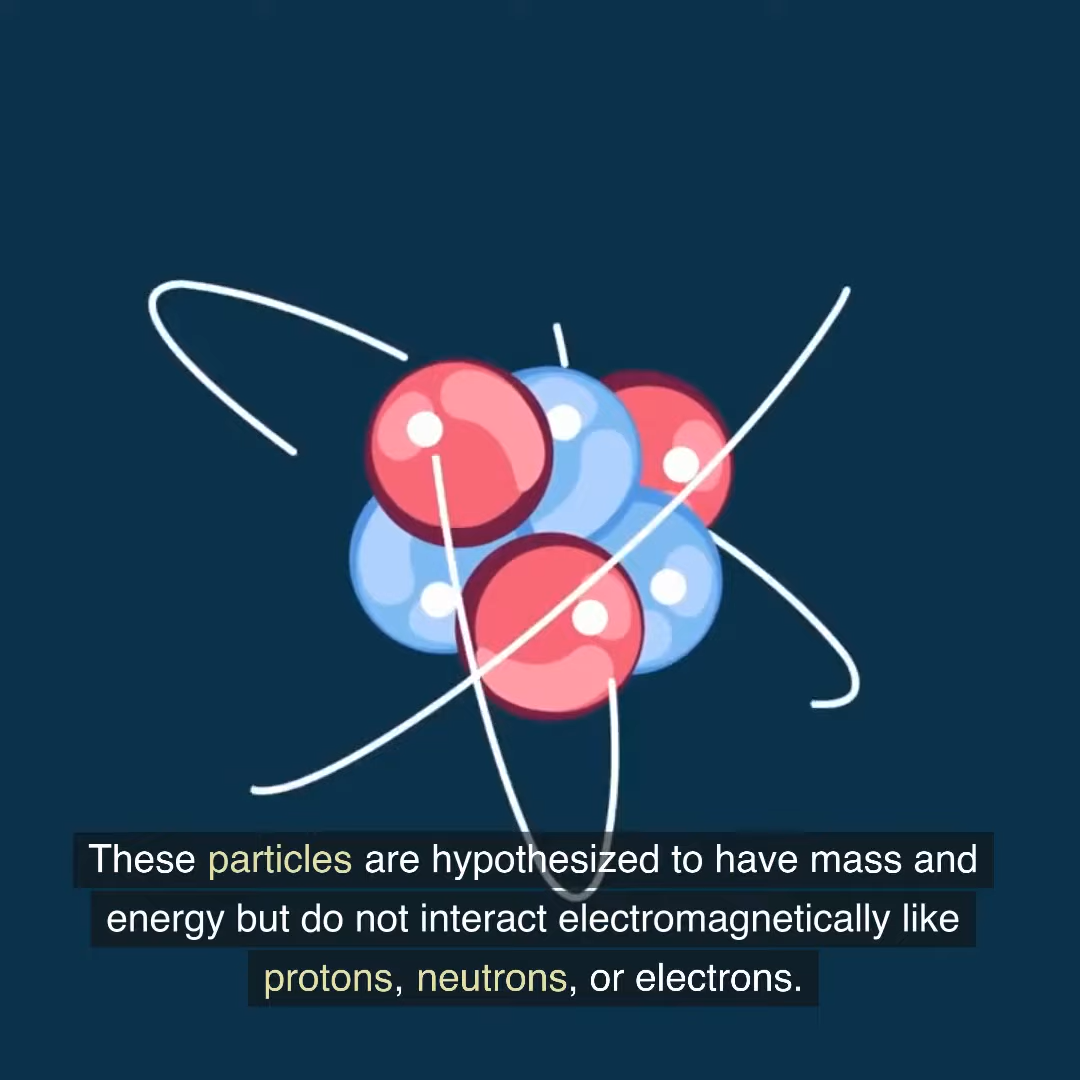 These particles are hypothesized to have mass and
energy but do not interact electromagnetically like
protons, neutrons, or electrons.